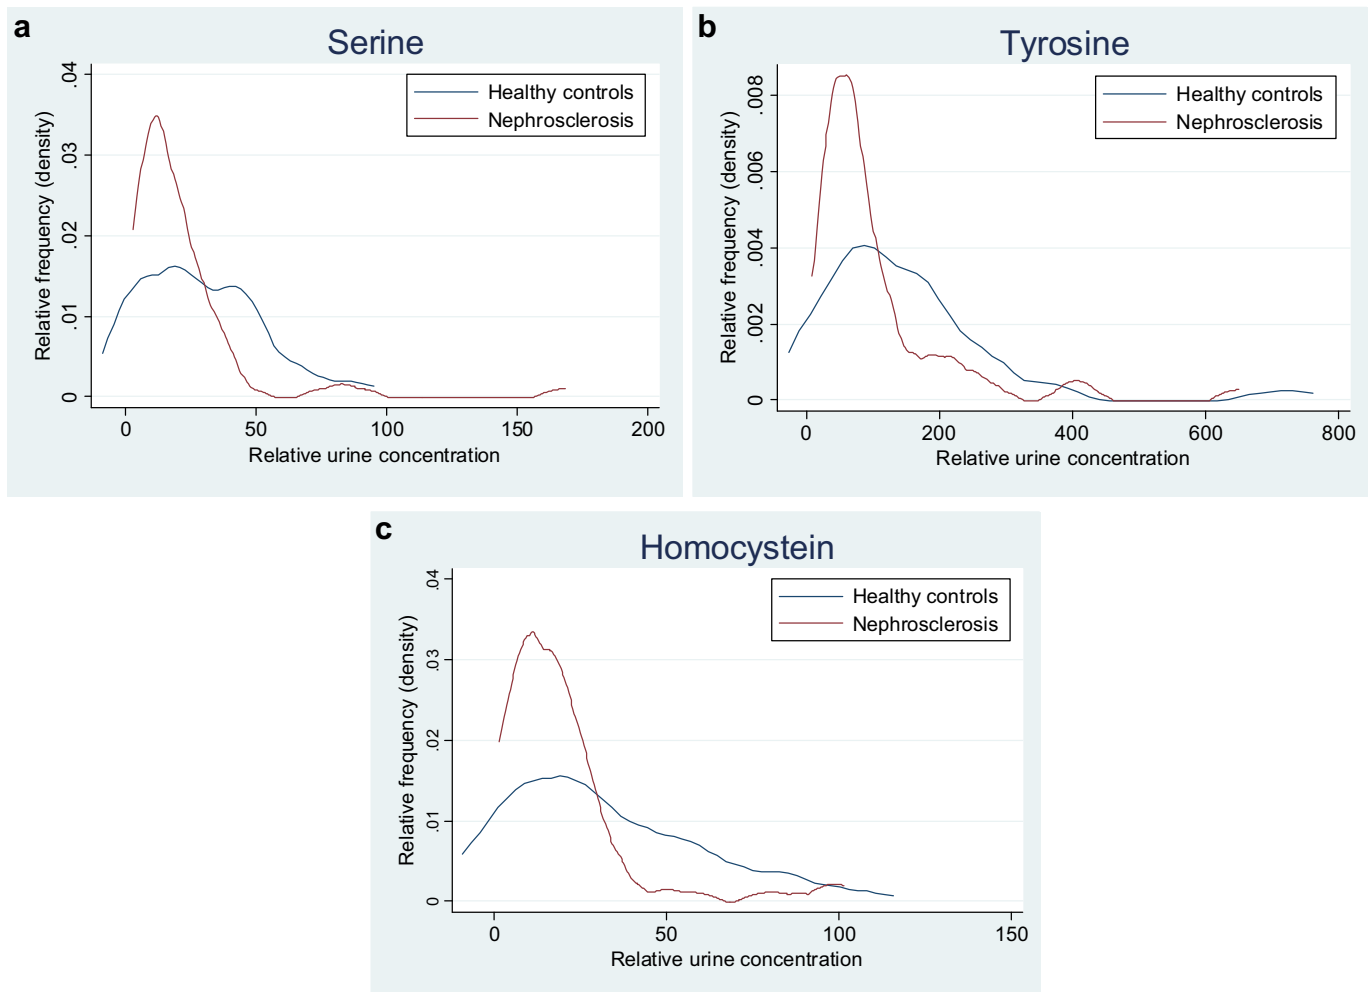 a
Serine
Relative frequency (density)
.04
.03
.02
.01
0
Healthy controls
Nephrosclerosis
0 50 100 150 200
Relative urine concentration
b
Tyrosine
Relative frequency (density)
.008
.006
.004
.002
0
Healthy controls
Nephrosclerosis
0 200 400 600 800
Relative urine concentration
c
Homocystein
Relative frequency (density)
.04
.03
.02
.01
0
Healthy controls
Nephrosclerosis
0 50 100 150
Relative urine concentration